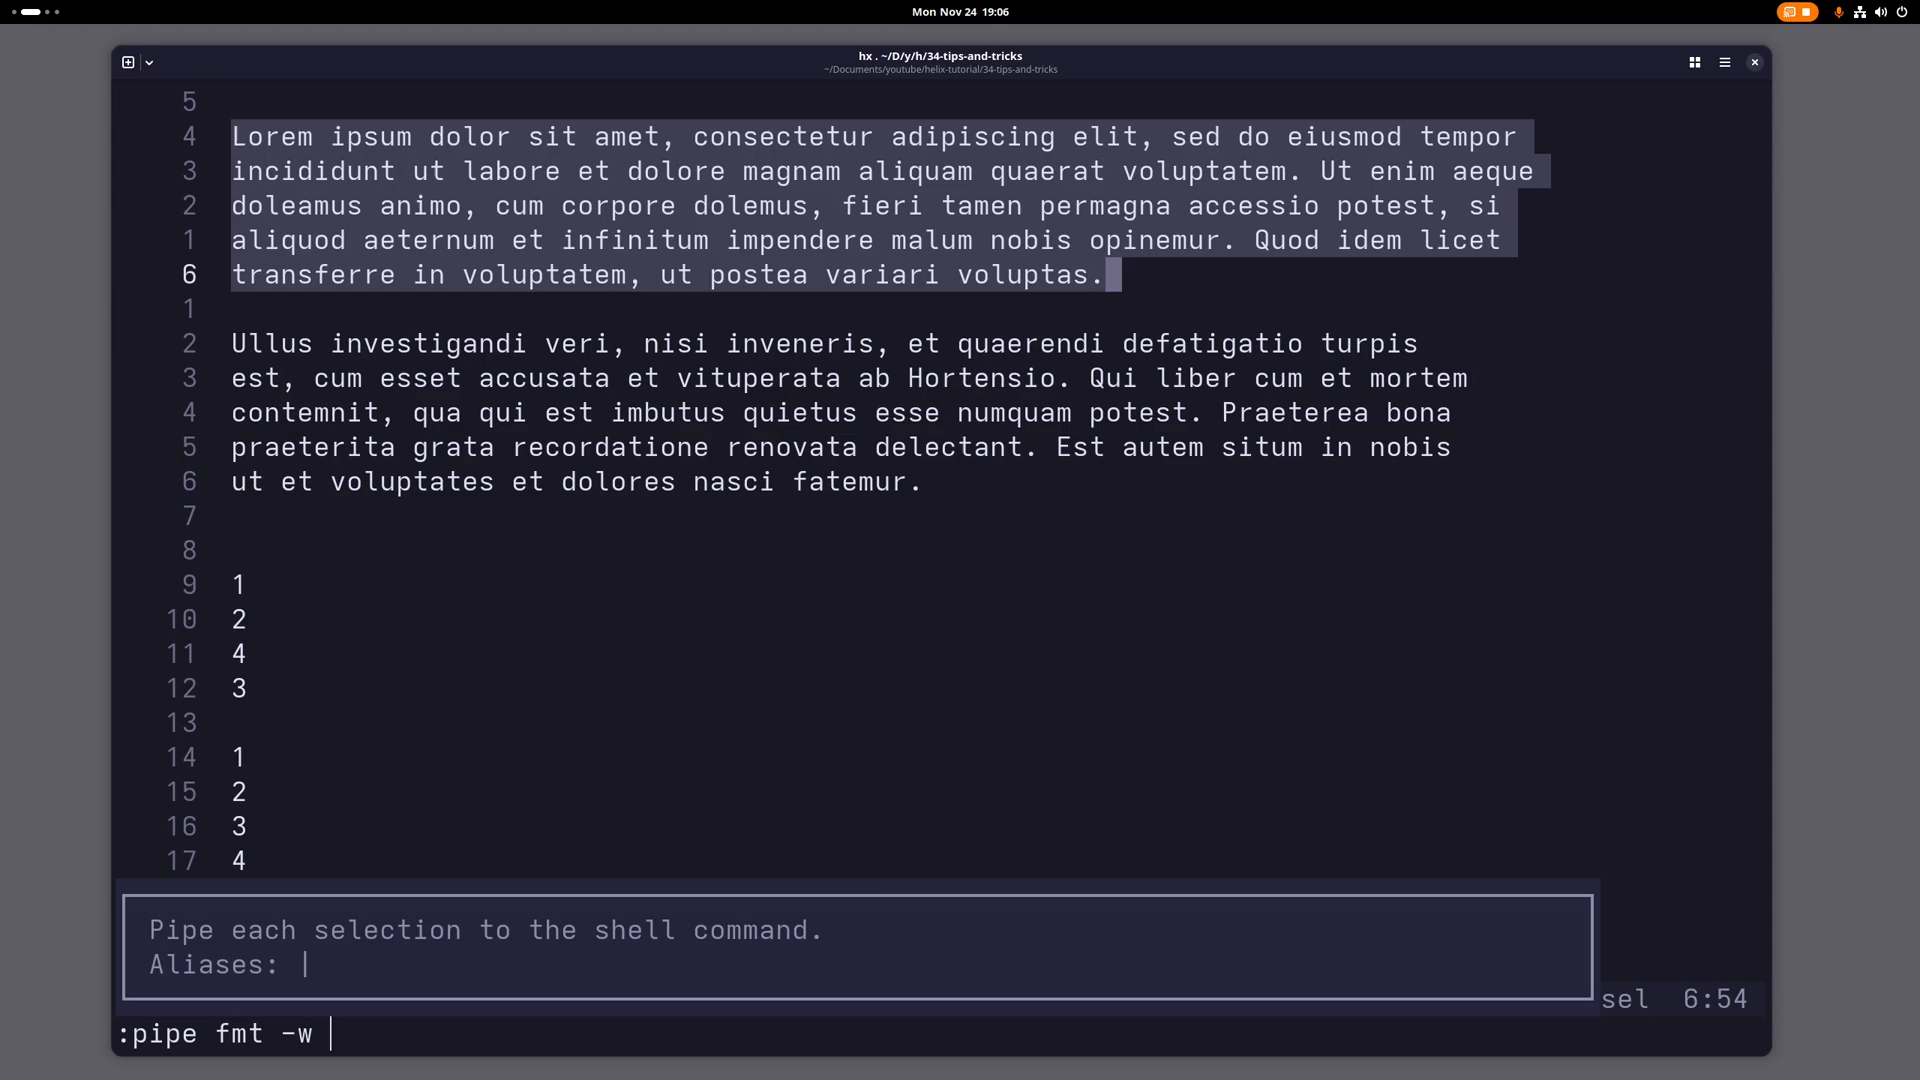 Mon Nov 24 19:06
hx . ~/D/y/h/34-tips-and-tricks
~/Documents/youtube/helix-tutorial/34-tips-and-tricks
5
4 Lorem ipsum dolor sit amet, consectetur adipiscing elit, sed do eiusmod tempor
3 incididunt ut labore et dolore magnam aliquam quaerat voluptatem. Ut enim aeque
2 doleamus animo, cum corpore dolemus, fieri tamen permagna accessio potest, si
1 aliquod aeternum et infinitum impendere malum nobis opinemur. Quod idem licet
6 transferre in voluptatem, ut postea variari voluptas.
1
2 Ullus investigandi veri, nisi inveneris, et quaerendi defatigatio turpis
3 est, cum esset accusata et vituperata ab Hortensio. Qui liber cum et mortem
4 contemnit, qua qui est imbutus quietus esse numquam potest. Praeterea bona
5 praeterita grata recordatione renovata delectant. Est autem situm in nobis
6 ut et voluptates et dolores nasci fatemur.
7
8
9 1
10 2
11 4
12 3
13
14 1
15 2
16 3
17 4
Pipe each selection to the shell command.
Aliases: |
sel 6:54
:pipe fmt -w